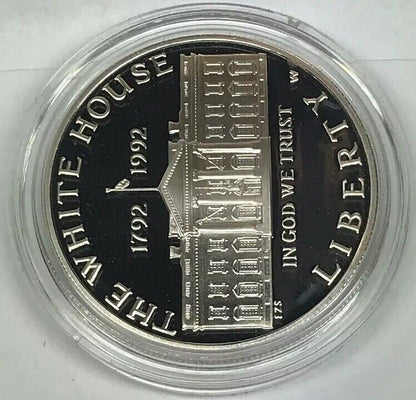 THE WHITE HOUSE
1792 1992
IN GOD WE TRUST
W
LIBERTY